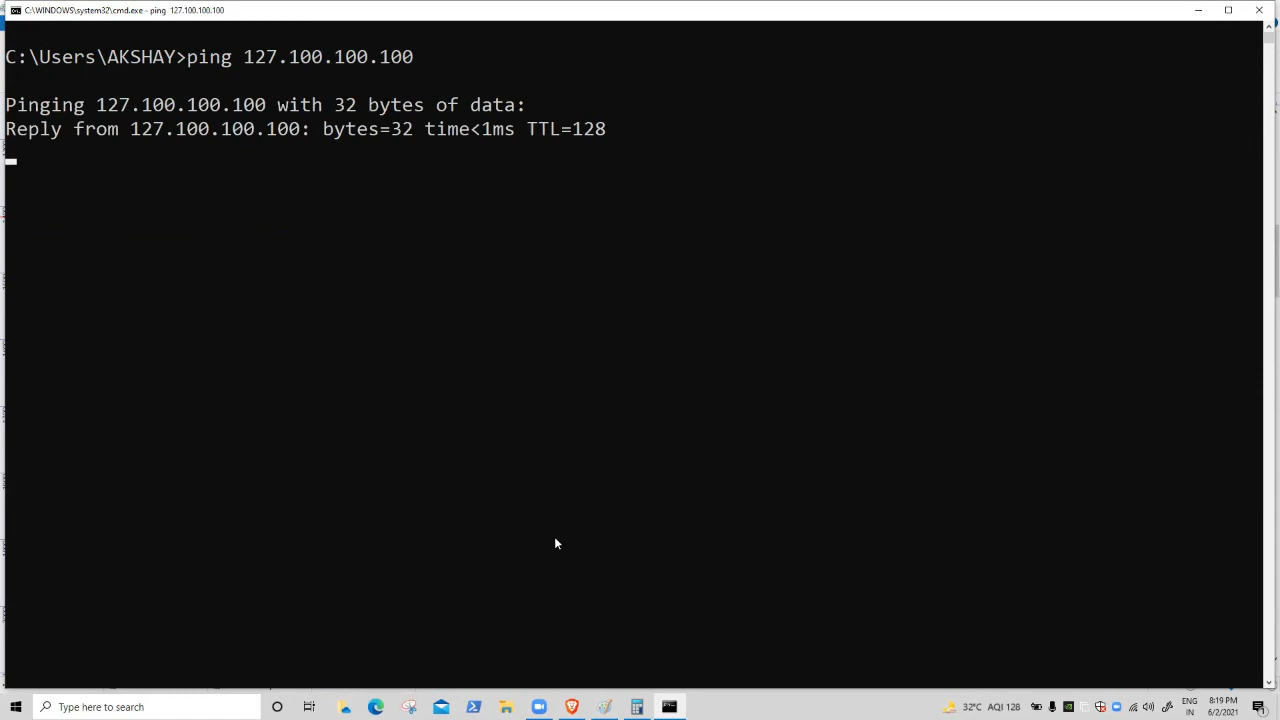 C:\WINDOWS\system32\cmd.exe - ping 127.100.100.100
C:\Users\AKSHAY>ping 127.100.100.100
Pinging 127.100.100.100 with 32 bytes of data:
Reply from 127.100.100.100: bytes=32 time<1ms TTL=128
Type here to search
32°C AQI 128
ENG
IN
8:19 PM
6/2/2021
1